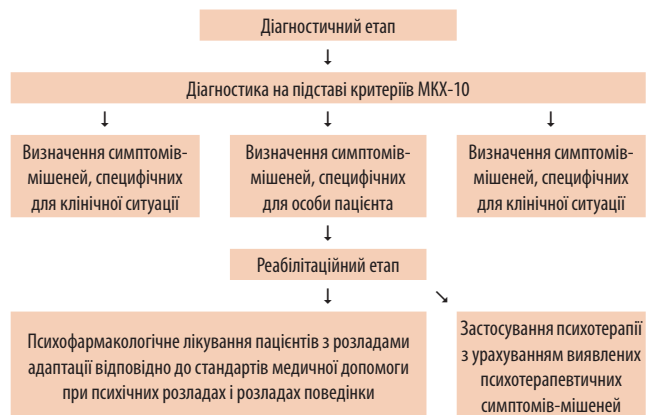 Діагностичний етап
↓
Діагностика на підставі критеріїв МКХ-10
↓ ↓ ↓
Визначення симптомів-
мішеней, специфічних
для клінічної ситуації
Визначення симптомів-
мішеней, специфічних
для особи пацієнта
Визначення симптомів-
мішеней, специфічних
для клінічної ситуації
↓
Реабілітаційний етап
↓ ↘
Психофармакологічне лікування пацієнтів з розладами
адаптації відповідно до стандартів медичної допомоги
при психічних розладах і розладах поведінки
Застосування психотерапії
з урахуванням виявлених
психотерапевтичних
симптомів-мішеней